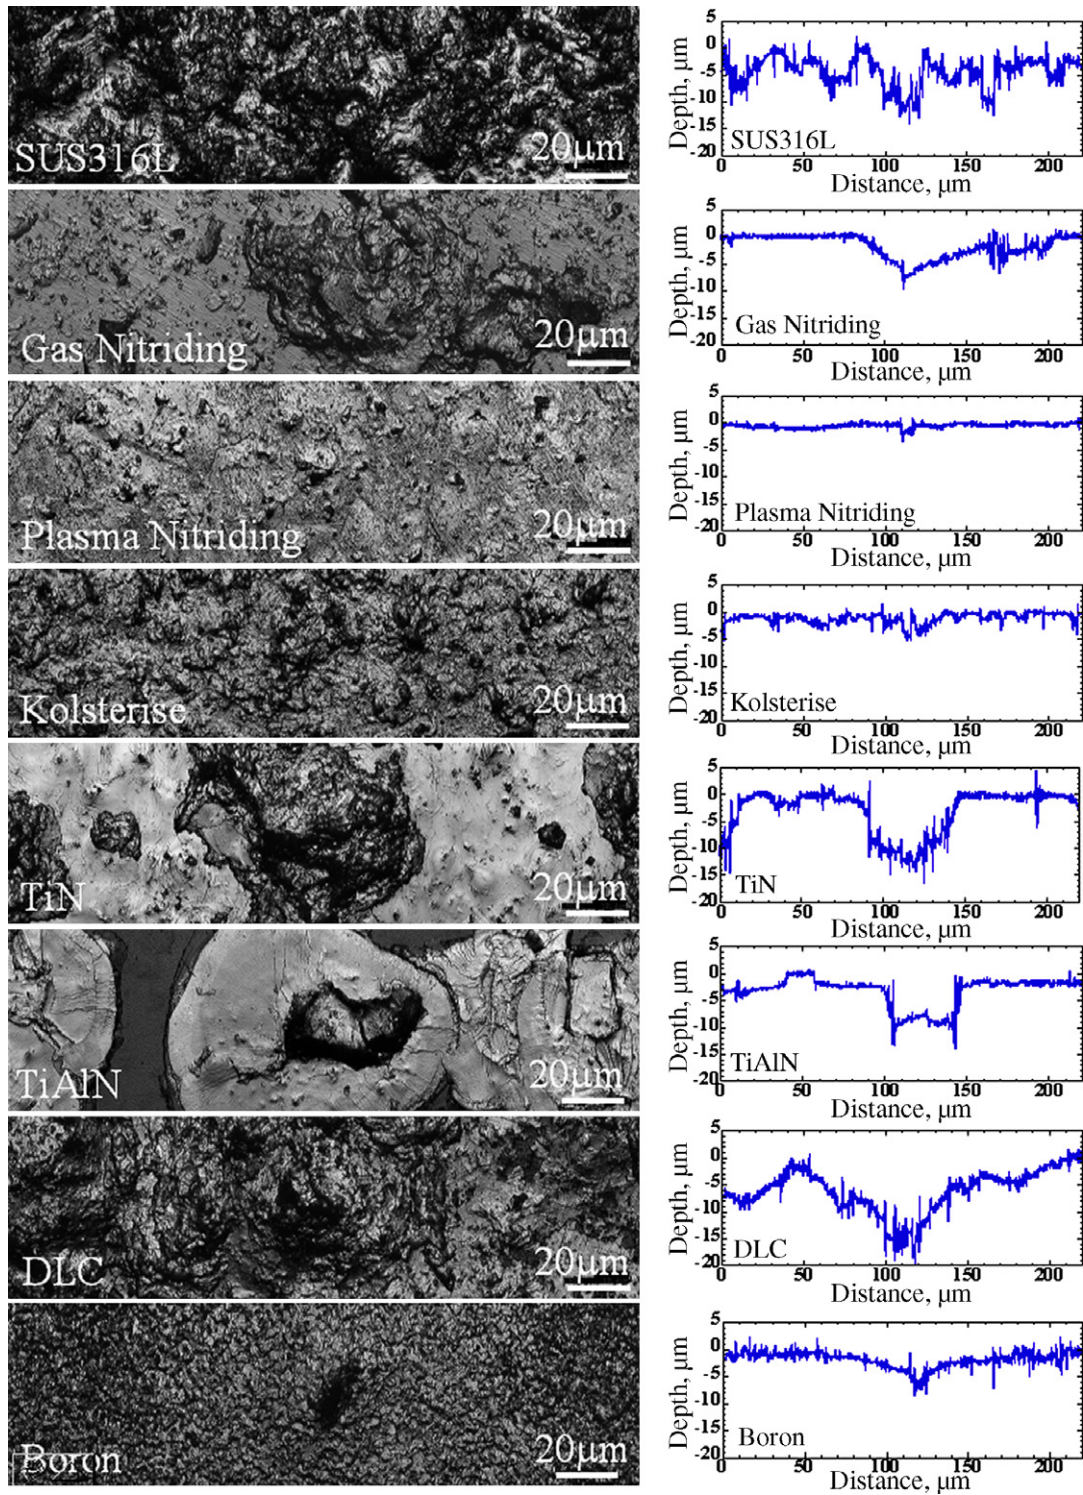 SUS316L
20µm
5
0
-5
-10
-15
-20
Depth, µm
SUS316L
0 50 100 150 200
Distance, µm
Gas Nitriding
20µm
5
0
-5
-10
-15
-20
Depth, µm
Gas Nitriding
0 50 100 150 200
Distance, µm
Plasma Nitriding
20µm
5
0
-5
-10
-15
-20
Depth, µm
Plasma Nitriding
0 50 100 150 200
Distance, µm
Kolsterise
20µm
5
0
-5
-10
-15
-20
Depth, µm
Kolsterise
0 50 100 150 200
Distance, µm
TiN
20µm
5
0
-5
-10
-15
-20
Depth, µm
TiN
0 50 100 150 200
Distance, µm
TiAlN
20µm
5
0
-5
-10
-15
-20
Depth, µm
TiAlN
0 50 100 150 200
Distance, µm
DLC
20µm
5
0
-5
-10
-15
-20
Depth, µm
DLC
0 50 100 150 200
Distance, µm
Boron
20µm
5
0
-5
-10
-15
-20
Depth, µm
Boron
0 50 100 150 200
Distance, µm